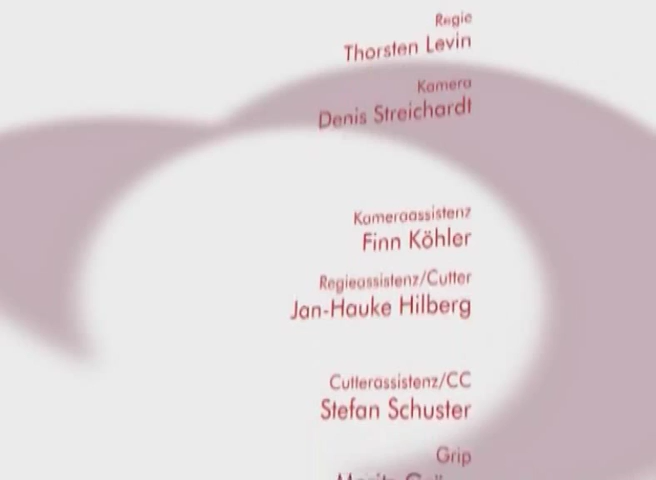 Regie
Thorsten Levin
Kamera
Denis Streichardt
Kameraassistenz
Finn Köhler
Regieassistenz/Cutter
Jan-Hauke Hilberg
Cutterassistenz/CC
Stefan Schuster
Grip